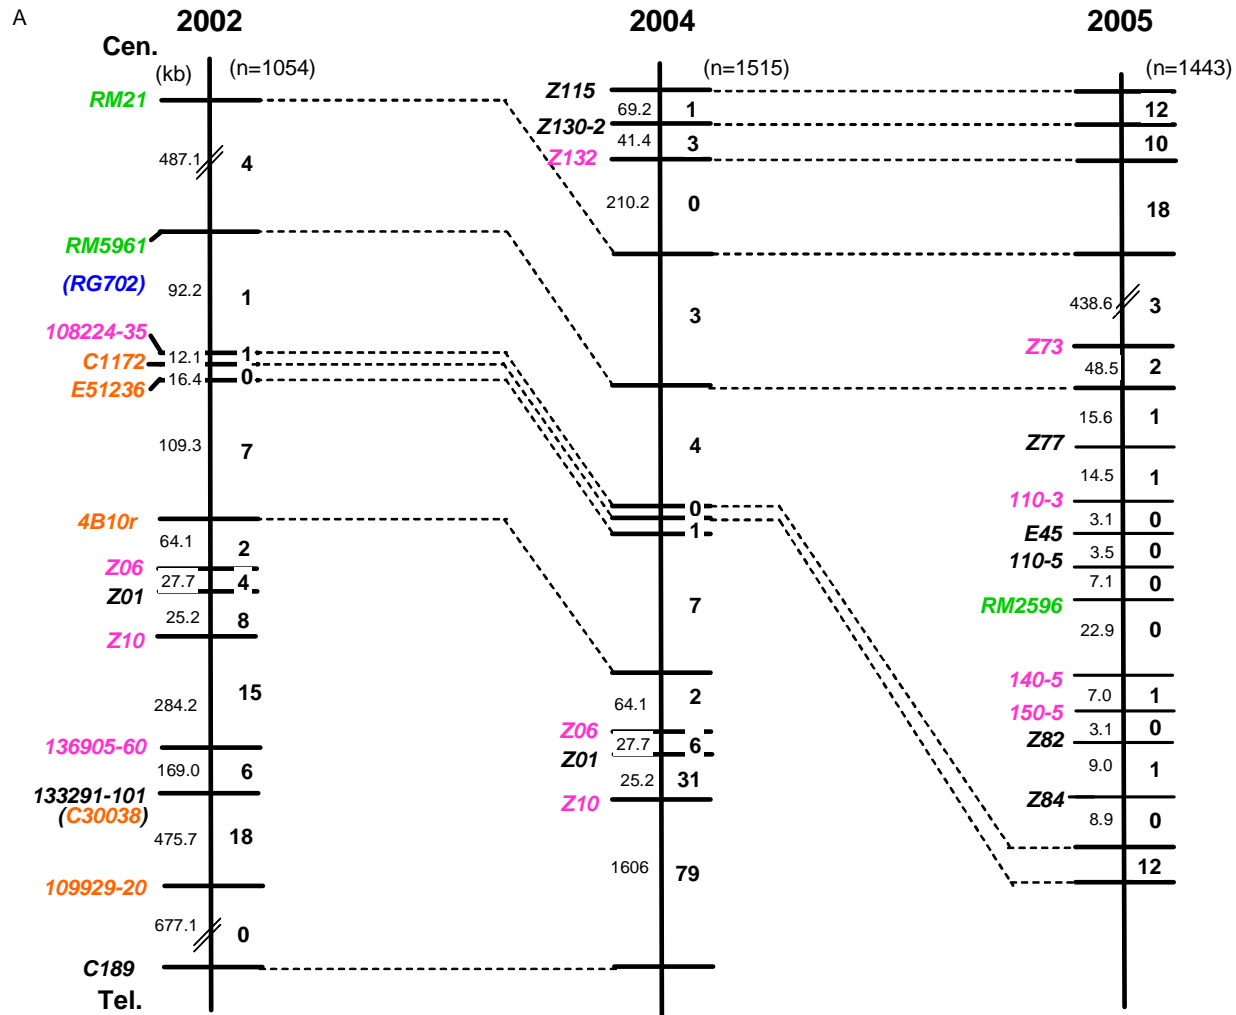 A
2002
2004
2005
Cen.
(kb)
(n=1054)
(n=1515)
(n=1443)
RM21
487.1
4
RM5961
(RG702)
92.2
1
108224-35
12.1
1
C1172
16.4
0
E51236
109.3
7
4B10r
64.1
2
Z06
27.7
4
Z01
25.2
8
Z10
284.2
15
136905-60
169.0
6
133291-101
(C30038)
475.7
18
109929-20
677.1
0
C189
Tel.
Z115
69.2
1
Z130-2
41.4
3
Z132
210.2
0
3
4
0
1
7
64.1
2
Z06
27.7
6
Z01
25.2
31
Z10
1606
79
12
10
18
438.6
3
Z73
48.5
2
15.6
1
Z77
14.5
1
110-3
3.1
0
E45
3.5
0
110-5
7.1
0
RM2596
22.9
0
140-5
7.0
1
150-5
3.1
0
Z82
9.0
1
Z84
8.9
0
12